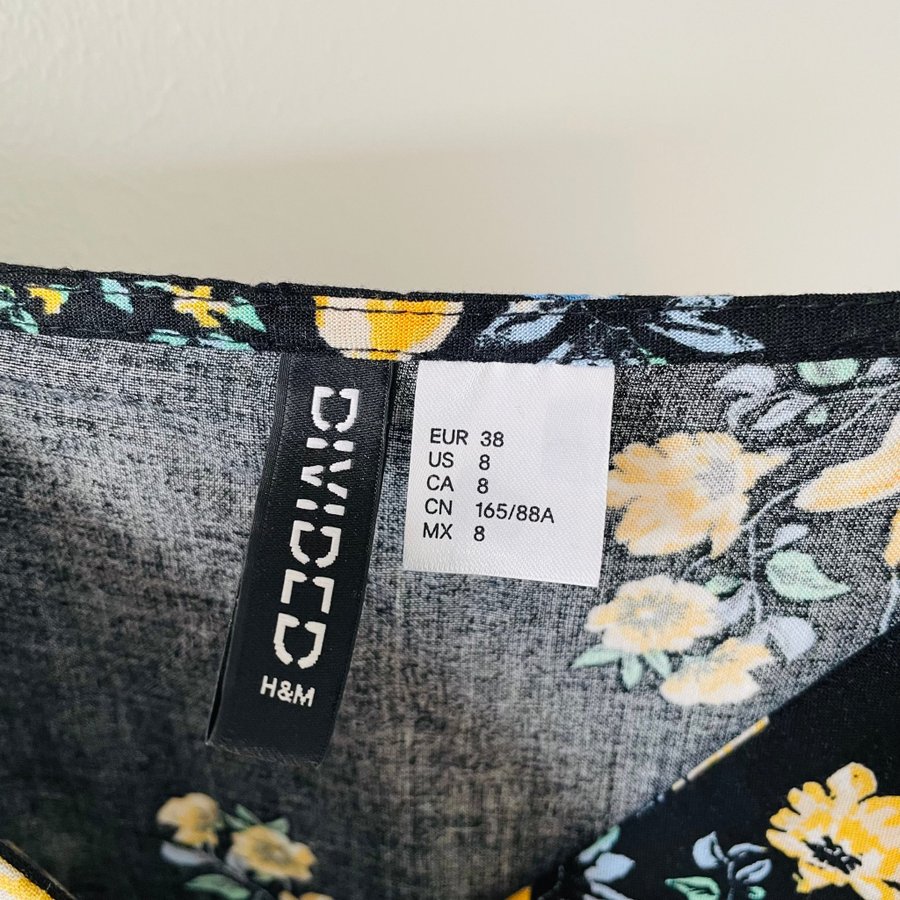 DIVIDED
H&M
EUR 38
US 8
CA 8
CN 165/88A
MX 8